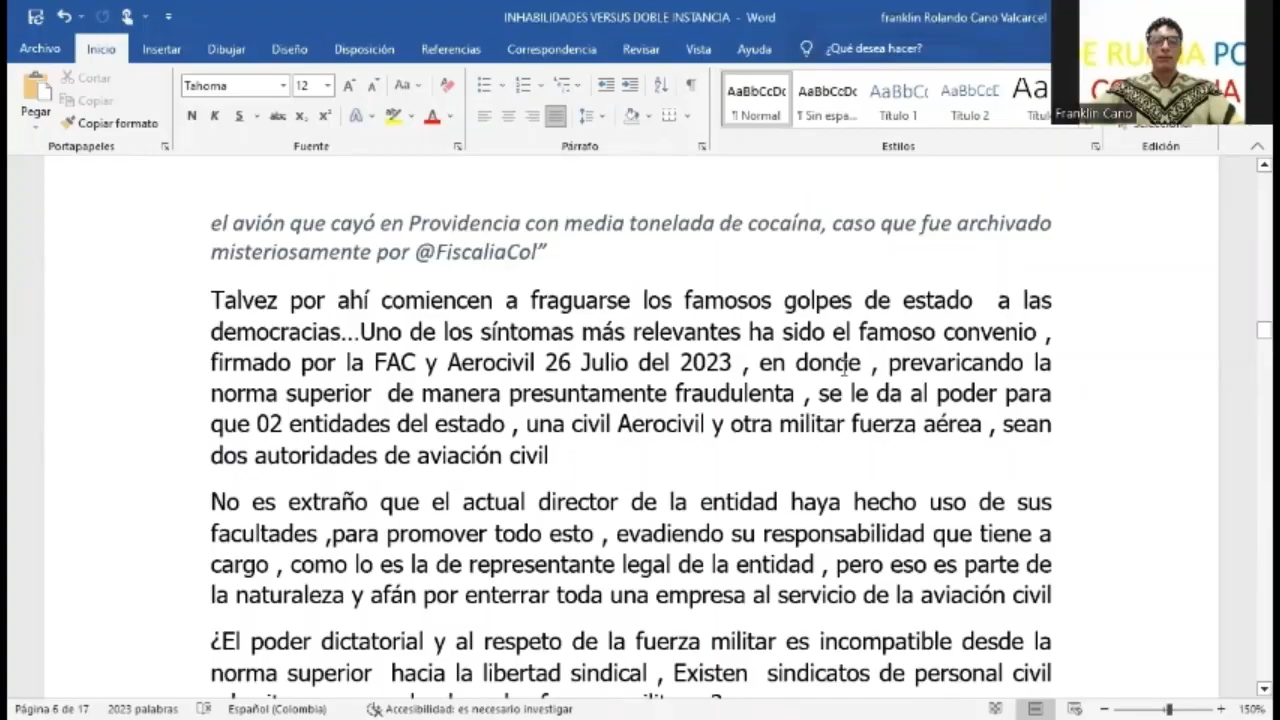 INHABILIDADES VERSUS DOBLE INSTANCIA - Word
franklin Rolando Cano Valcarcel
Archivo Inicio Insertar Dibujar Diseño Disposición Referencias Correspondencia Revisar Vista Ayuda ¿Qué desea hacer?
E RU NA PO
Franklin Cano
Pegar
Cortar
Copiar
Copiar formato
Tahoma 12
N K S abc x₂ x²
AaBbCcDc AaBbCcDc AaBbCc AaBbCcD Aa
¶ Normal ¶ Sin espa... Título 1 Título 2 Títul
Portapapeles Fuente Párrafo Estilos Edición
el avión que cayó en Providencia con media tonelada de cocaína, caso que fue archivado
misteriosamente por @FiscaliaCol”
Talvez por ahí comiencen a fraguarse los famosos golpes de estado a las
democracias...Uno de los síntomas más relevantes ha sido el famoso convenio ,
firmado por la FAC y Aerocivil 26 Julio del 2023 , en donde , prevaricando la
norma superior de manera presuntamente fraudulenta , se le da al poder para
que 02 entidades del estado , una civil Aerocivil y otra militar fuerza aérea , sean
dos autoridades de aviación civil
No es extraño que el actual director de la entidad haya hecho uso de sus
facultades ,para promover todo esto , evadiendo su responsabilidad que tiene a
cargo , como lo es la de representante legal de la entidad , pero eso es parte de
la naturaleza y afán por enterrar toda una empresa al servicio de la aviación civil
¿El poder dictatorial y al respeto de la fuerza militar es incompatible desde la
norma superior hacia la libertad sindical , Existen sindicatos de personal civil
Página 6 de 17 2023 palabras Español (Colombia) Accesibilidad: es necesario investigar 150%